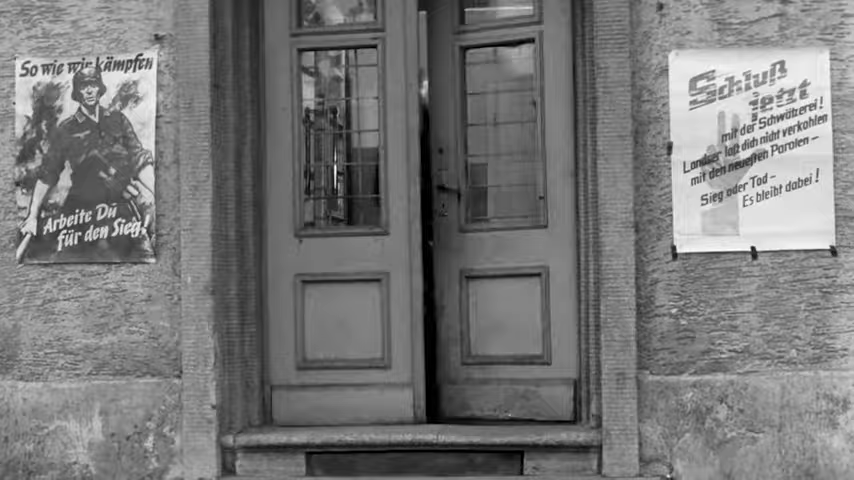 So wie wir kämpfen
Arbeite Du
für den Sieg!
Schluß
jetzt
mit der Schwätzerei!
Landser laß dich nicht verkohlen
mit den neuesten Parolen –
Sieg oder Tod –
Es bleibt dabei!